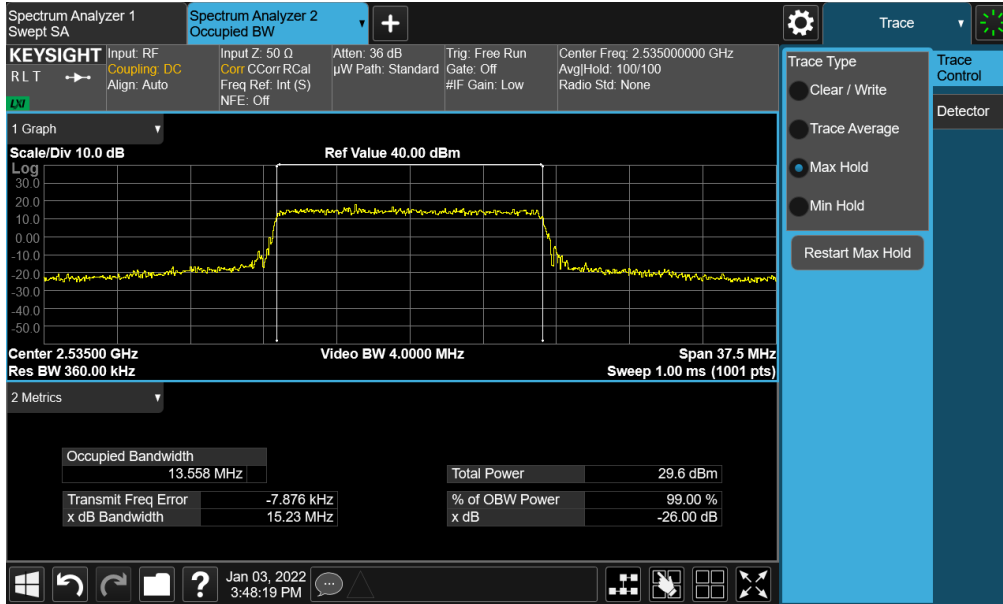 Spectrum Analyzer 1
Swept SA
Spectrum Analyzer 2
Occupied BW
Trace
KEYSIGHT
R L T
LXI
Input: RF
Coupling: DC
Align: Auto
Input Z: 50 Ω
Corr CCorr RCal
Freq Ref: Int (S)
NFE: Off
Atten: 36 dB
µW Path: Standard
Trig: Free Run
Gate: Off
#IF Gain: Low
Center Freq: 2.535000000 GHz
Avg|Hold: 100/100
Radio Std: None
Trace Type
Clear / Write
Trace Average
Max Hold
Min Hold
Restart Max Hold
Trace
Control
Detector
1 Graph
Scale/Div 10.0 dB
Ref Value 40.00 dBm
Log
30.0
20.0
10.0
0.00
-10.0
-20.0
-30.0
-40.0
-50.0
Center 2.53500 GHz
Video BW 4.0000 MHz
Span 37.5 MHz
Res BW 360.00 kHz
Sweep 1.00 ms (1001 pts)
2 Metrics
Occupied Bandwidth
13.558 MHz
Total Power 29.6 dBm
Transmit Freq Error -7.876 kHz
% of OBW Power 99.00 %
x dB Bandwidth 15.23 MHz
x dB -26.00 dB
Jan 03, 2022
3:48:19 PM